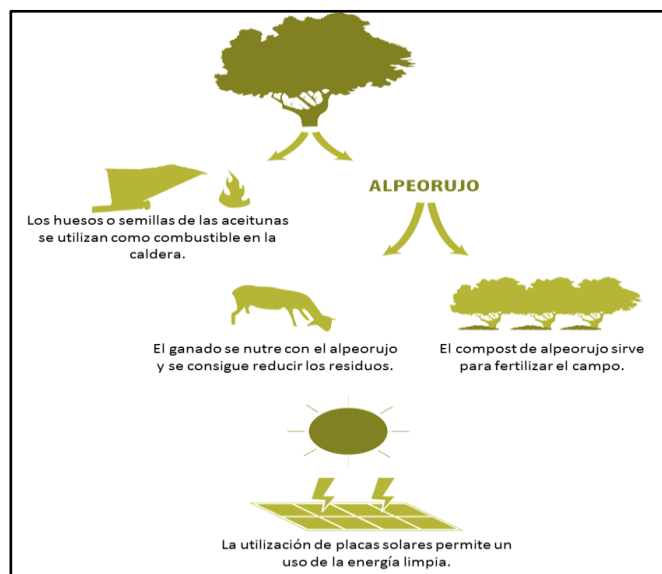 ALPEORUJO
Los huesos o semillas de las aceitunas
se utilizan como combustible en la
caldera.
El ganado se nutre con el alpeorujo
y se consigue reducir los residuos.
El compost de alpeorujo sirve
para fertilizar el campo.
La utilización de placas solares permite un
uso de la energía limpia.